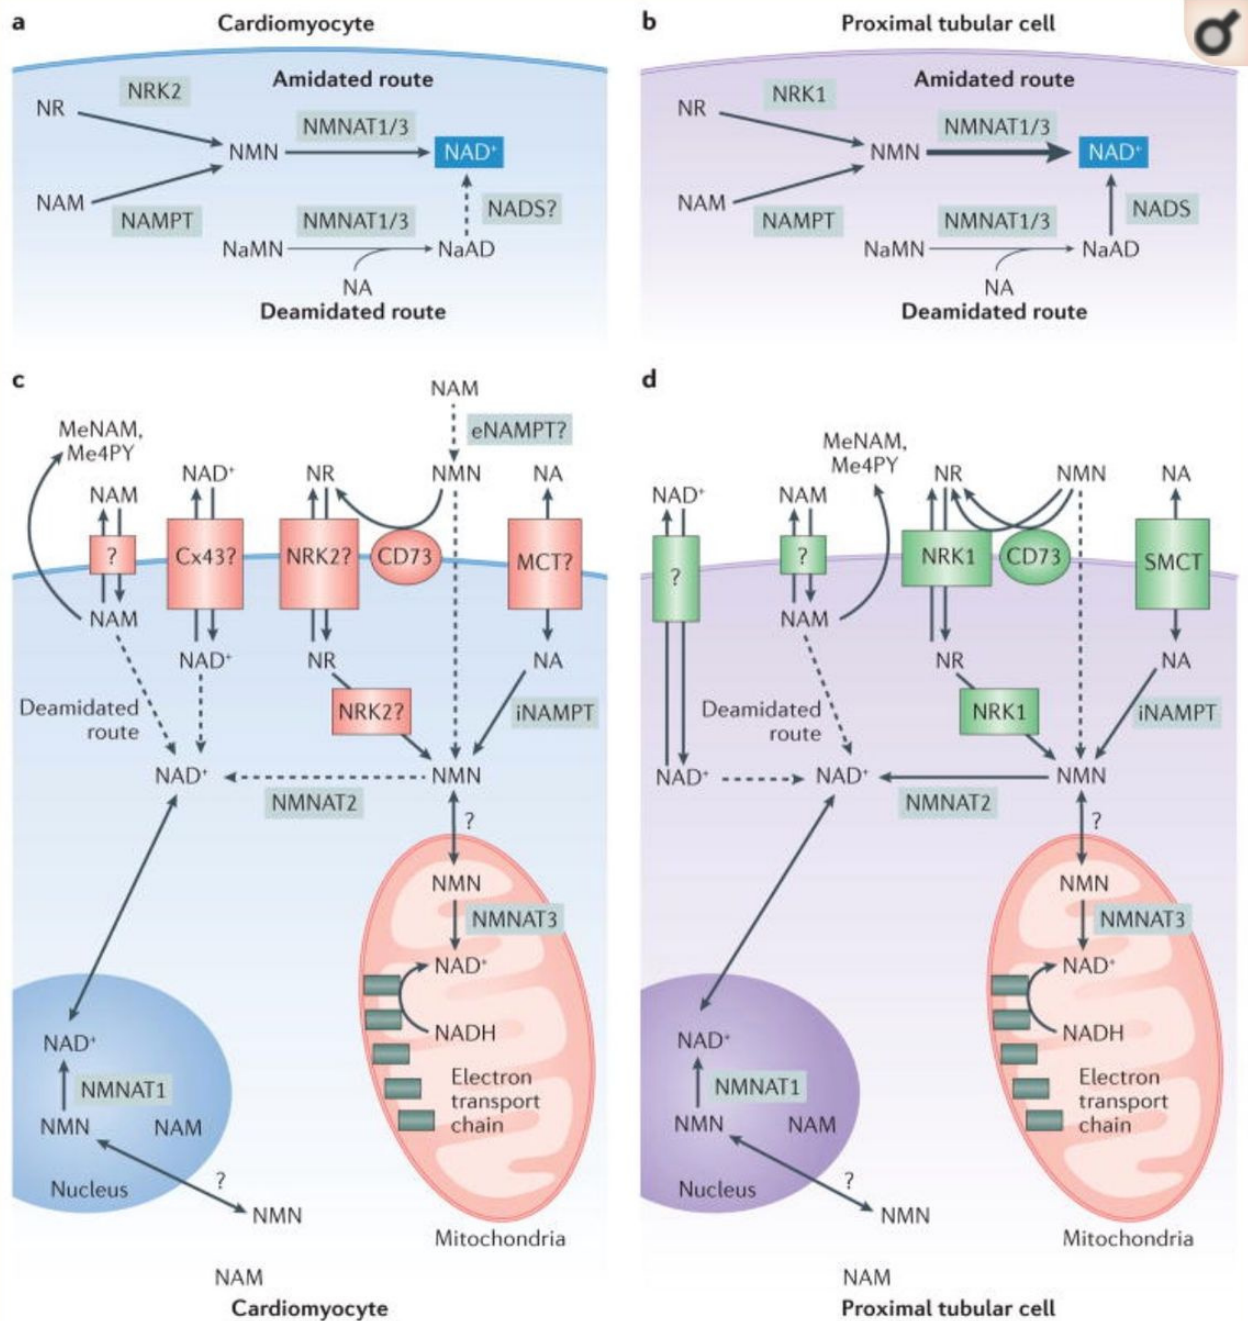 a
Cardiomyocyte
Amidated route
NR
NRK2
NMN
NMNAT1/3
NAD⁺
NAM
NAMPT
NMNAT1/3
NADS?
NaMN
NaAD
NA
Deamidated route
b
Proximal tubular cell
Amidated route
NR
NRK1
NMN
NMNAT1/3
NAD⁺
NAM
NAMPT
NMNAT1/3
NADS
NaMN
NaAD
NA
Deamidated route
c
NAM
eNAMPT?
MeNAM,
Me4PY
NAM
NAD⁺
NR
NMN
NA
?
Cx43?
NRK2?
CD73
MCT?
NAM
NAD⁺
NR
NA
Deamidated
route
NRK2?
iNAMPT
NAD⁺
NMN
NMNAT2
?
NMN
NMNAT3
NAD⁺
NADH
Electron
transport
chain
NAD⁺
NMNAT1
NMN
NAM
Nucleus
?
NMN
Mitochondria
NAM
Cardiomyocyte
d
MeNAM,
Me4PY
NAD⁺
NAM
NR
NMN
NA
?
?
NRK1
CD73
SMCT
NAM
NR
NA
Deamidated
route
NRK1
iNAMPT
NAD⁺
NAD⁺
NMN
NMNAT2
?
NMN
NMNAT3
NAD⁺
NADH
Electron
transport
chain
NAD⁺
NMNAT1
NMN
NAM
Nucleus
?
NMN
Mitochondria
NAM
Proximal tubular cell